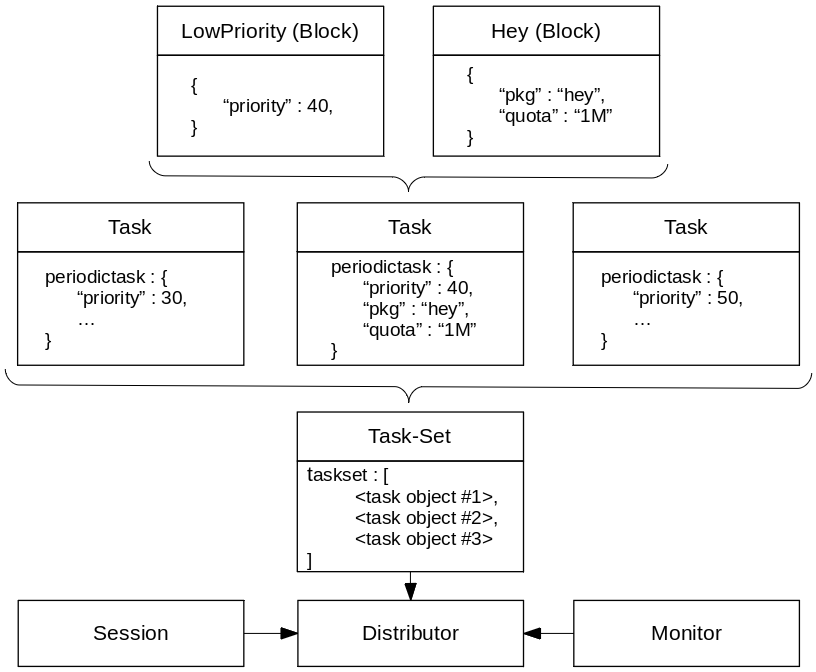 LowPriority (Block)
{
“priority” : 40,
}
Hey (Block)
{
“pkg” : “hey”,
“quota” : “1M”
}
Task
periodictask : {
“priority” : 30,
...
}
Task
periodictask : {
“priority” : 40,
“pkg” : “hey”,
“quota” : “1M”
}
Task
periodictask : {
“priority” : 50,
...
}
Task-Set
taskset : [
<task object #1>,
<task object #2>,
<task object #3>
]
Session
Distributor
Monitor